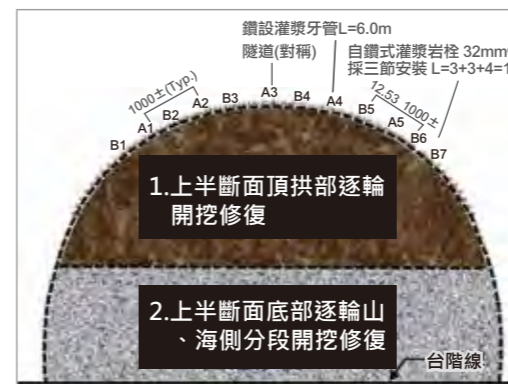 鑽設灌漿牙管L=6.0m
隧道(對稱)
自鑽式灌漿岩栓 32mm
採三節安裝 L=3+3+4=1
1000±(Typ.)
12.53 1000±
B1
A1
B2
A2
B3
A3
B4
A4
B5
A5
B6
B7
1.上半斷面頂拱部逐輪
開挖修復
2.上半斷面底部逐輪山
、海側分段開挖修復
台階線